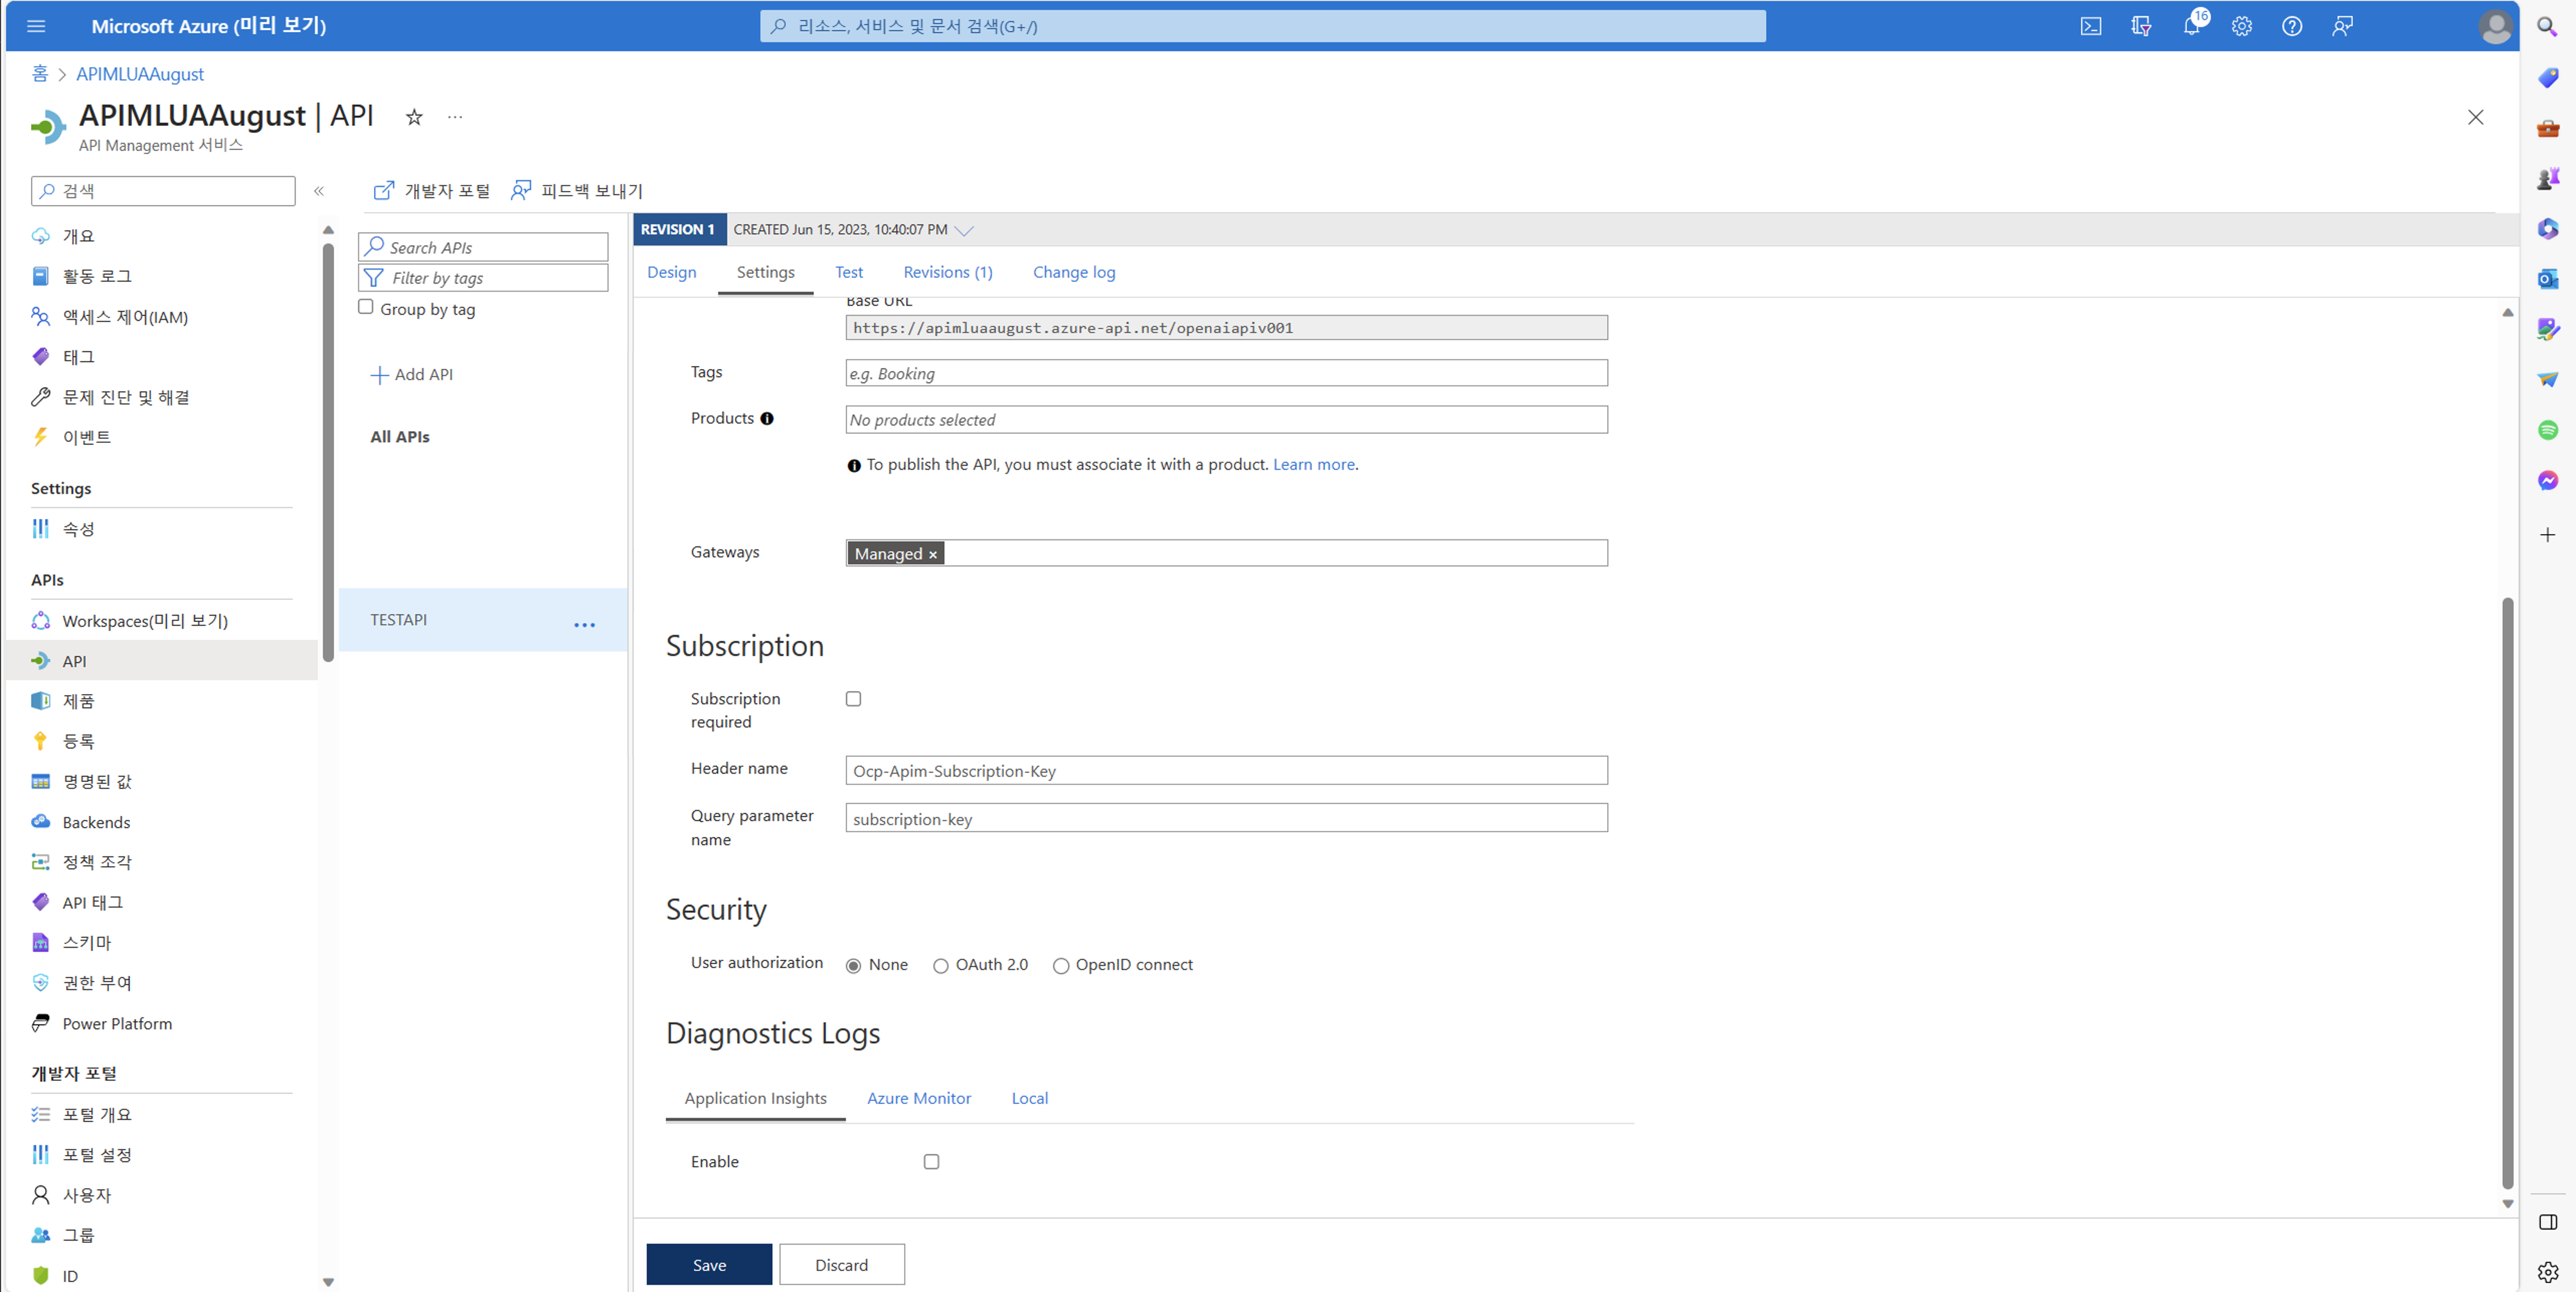 Microsoft Azure (미리 보기)
리소스, 서비스 및 문서 검색(G+/)
16
홈 > APIMLUAAugust
APIMLUAAugust | API
API Management 서비스
검색
개발자 포털
피드백 보내기
개요
활동 로그
액세스 제어(IAM)
태그
문제 진단 및 해결
이벤트
Settings
속성
APIs
Workspaces(미리 보기)
API
제품
등록
명명된 값
Backends
정책 조각
API 태그
스키마
권한 부여
Power Platform
개발자 포털
포털 개요
포털 설정
사용자
그룹
ID
Search APIs
Filter by tags
Group by tag
Add API
All APIs
TESTAPI
REVISION 1 CREATED Jun 15, 2023, 10:40:07 PM
Design Settings Test Revisions (1) Change log
Base URL
https://apimluaaugust.azure-api.net/openaiapiv001
Tags e.g. Booking
Products No products selected
To publish the API, you must associate it with a product. Learn more.
Gateways Managed ×
Subscription
Subscription
required
Header name Ocp-Apim-Subscription-Key
Query parameter
name
subscription-key
Security
User authorization None OAuth 2.0 OpenID connect
Diagnostics Logs
Application Insights Azure Monitor Local
Enable
Save Discard